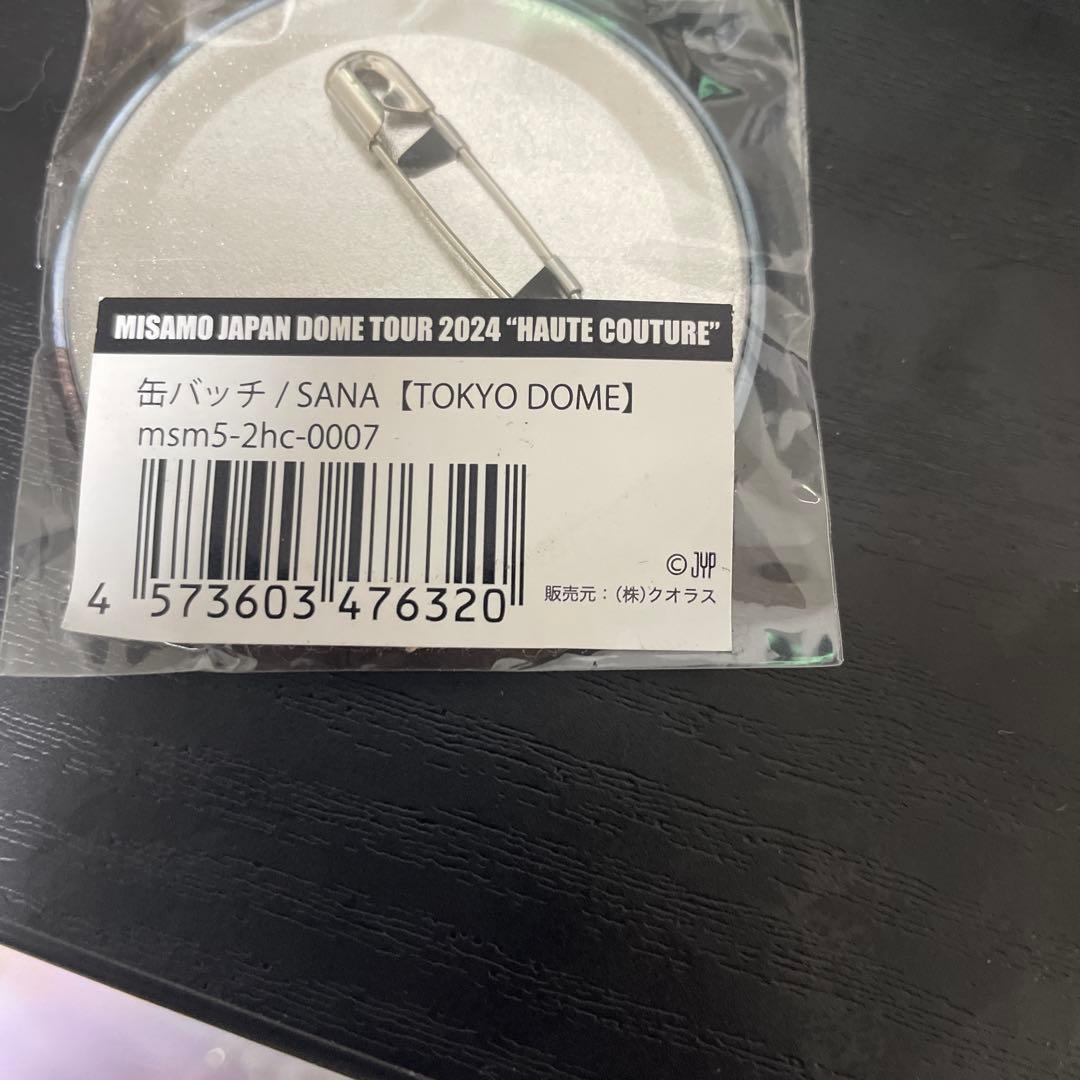 MISAMO JAPAN DOME TOUR 2024 “HAUTE COUTURE”
缶バッチ / SANA【TOKYO DOME】
msm5-2hc-0007
4 573603 476320
© JYP
販売元：(株)クオラス